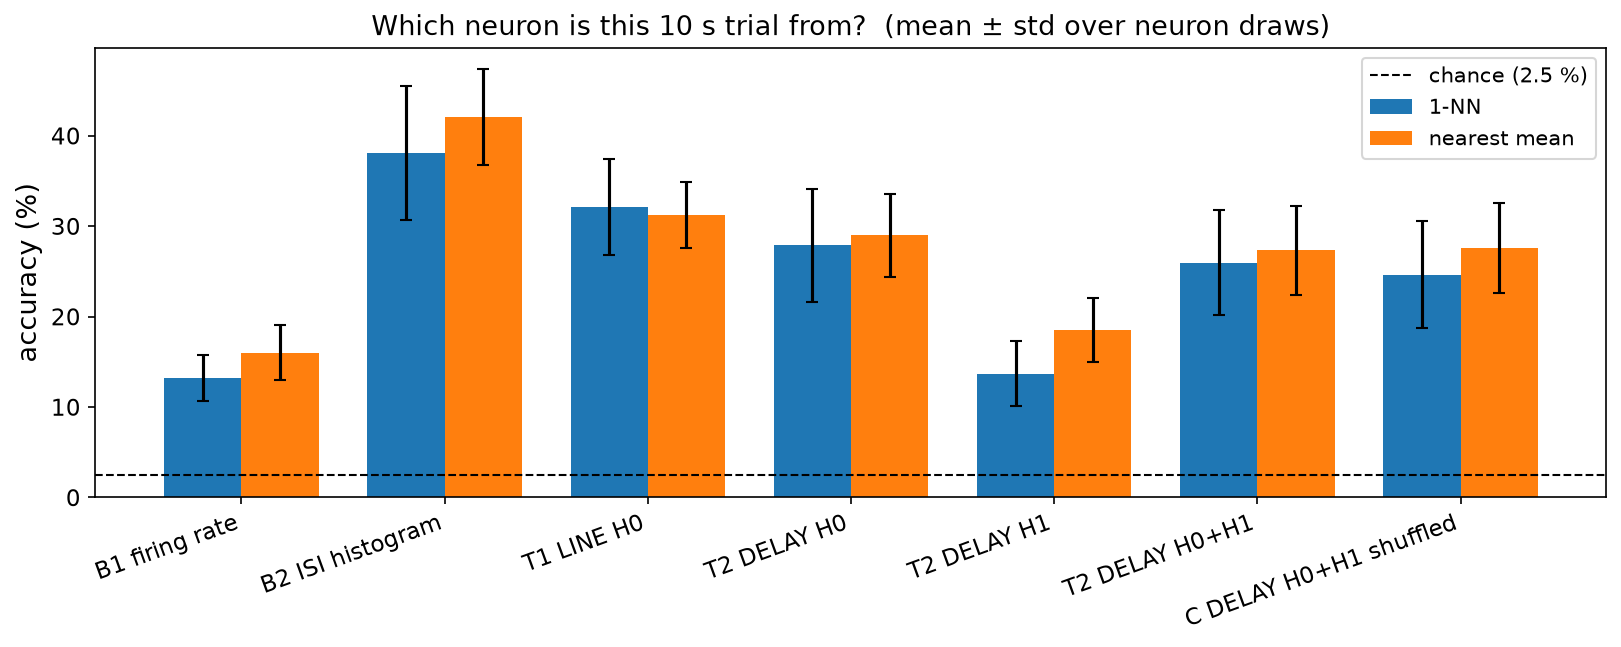 Which neuron is this 10 s trial from?  (mean ± std over neuron draws)
chance (2.5 %)
1-NN
nearest mean
accuracy (%)
40
30
20
10
0
B1 firing rate
B2 ISI histogram
T1 LINE H0
T2 DELAY H0
T2 DELAY H1
T2 DELAY H0+H1
C DELAY H0+H1 shuffled